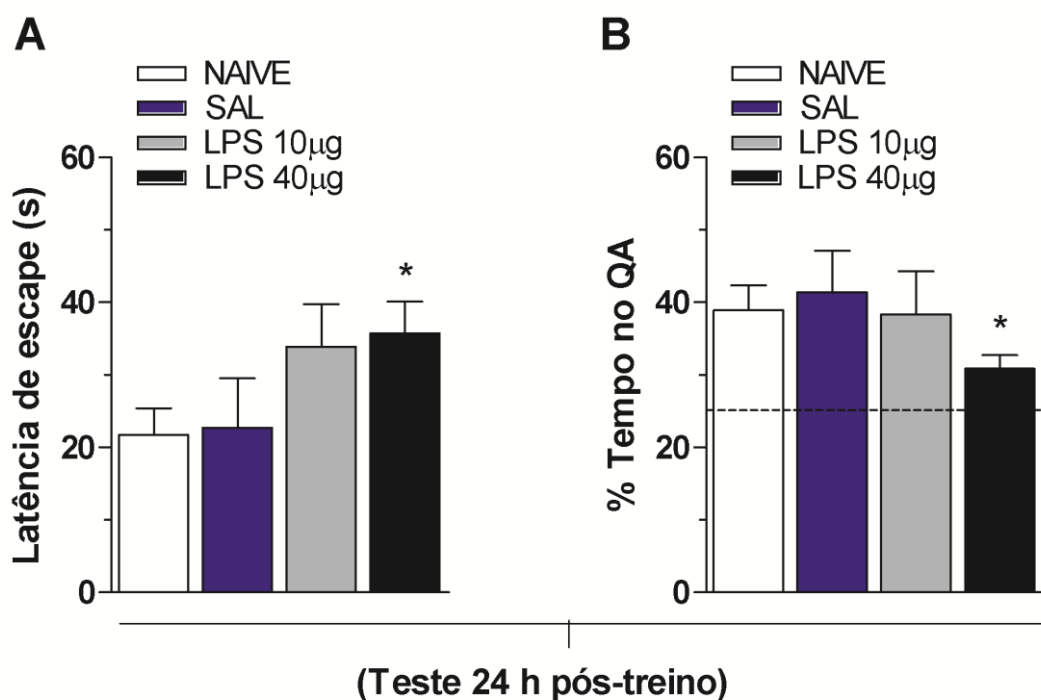 A
NAIVE
SAL
LPS 10µg
LPS 40µg
Latência de escape (s)
60
40
20
0
*
B
NAIVE
SAL
LPS 10µg
LPS 40µg
% Tempo no QA
60
40
20
0
*
(Teste 24 h pós-treino)